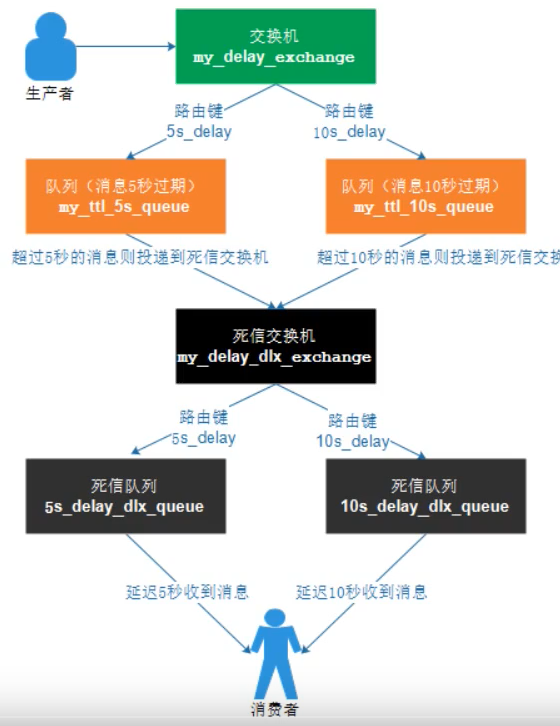 交换机
my_delay_exchange
生产者
路由键
5s_delay
路由键
10s_delay
队列（消息5秒过期）
my_ttl_5s_queue
队列（消息10秒过期）
my_ttl_10s_queue
超过5秒的消息则投递到死信交换机
超过10秒的消息则投递到死信交换
死信交换机
my_delay_dlx_exchange
路由键
5s_delay
路由键
10s_delay
死信队列
5s_delay_dlx_queue
死信队列
10s_delay_dlx_queue
延迟5秒收到消息
延迟10秒收到消息
消费者